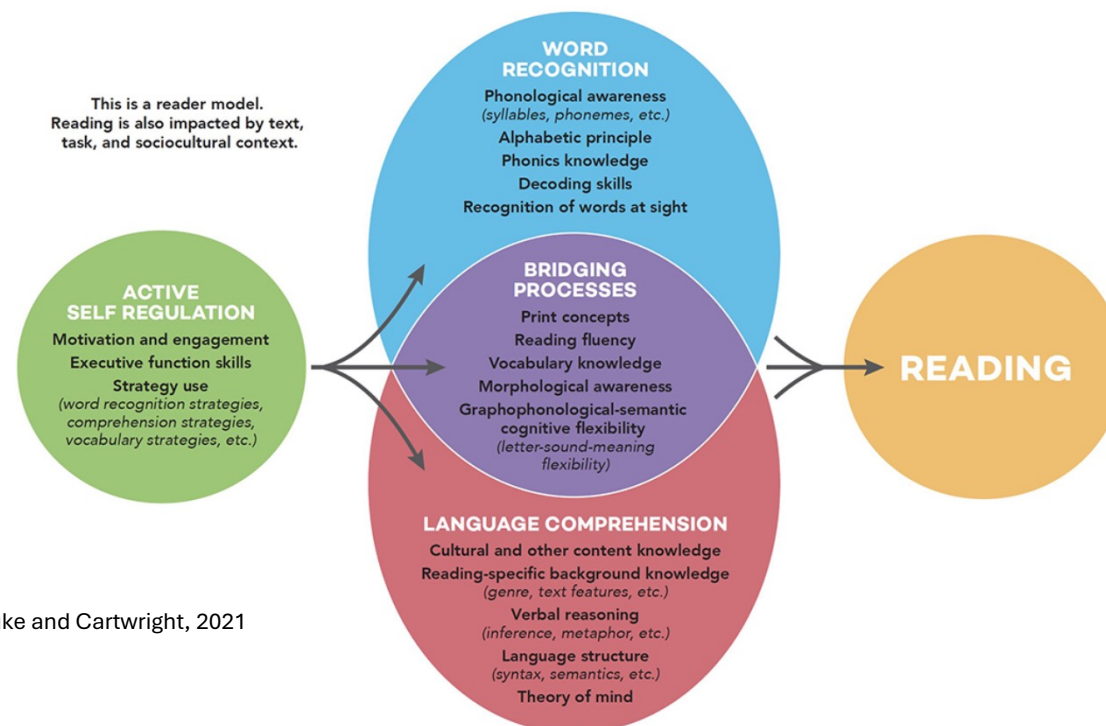 This is a reader model.
Reading is also impacted by text,
task, and sociocultural context.
ACTIVE
SELF REGULATION
Motivation and engagement
Executive function skills
Strategy use
(word recognition strategies,
comprehension strategies,
vocabulary strategies, etc.)
WORD
RECOGNITION
Phonological awareness
(syllables, phonemes, etc.)
Alphabetic principle
Phonics knowledge
Decoding skills
Recognition of words at sight
BRIDGING
PROCESSES
Print concepts
Reading fluency
Vocabulary knowledge
Morphological awareness
Graphophonological-semantic
cognitive flexibility
(letter-sound-meaning
flexibility)
LANGUAGE COMPREHENSION
Cultural and other content knowledge
Reading-specific background knowledge
(genre, text features, etc.)
Verbal reasoning
(inference, metaphor, etc.)
Language structure
(syntax, semantics, etc.)
Theory of mind
READING
and Cartwright, 2021